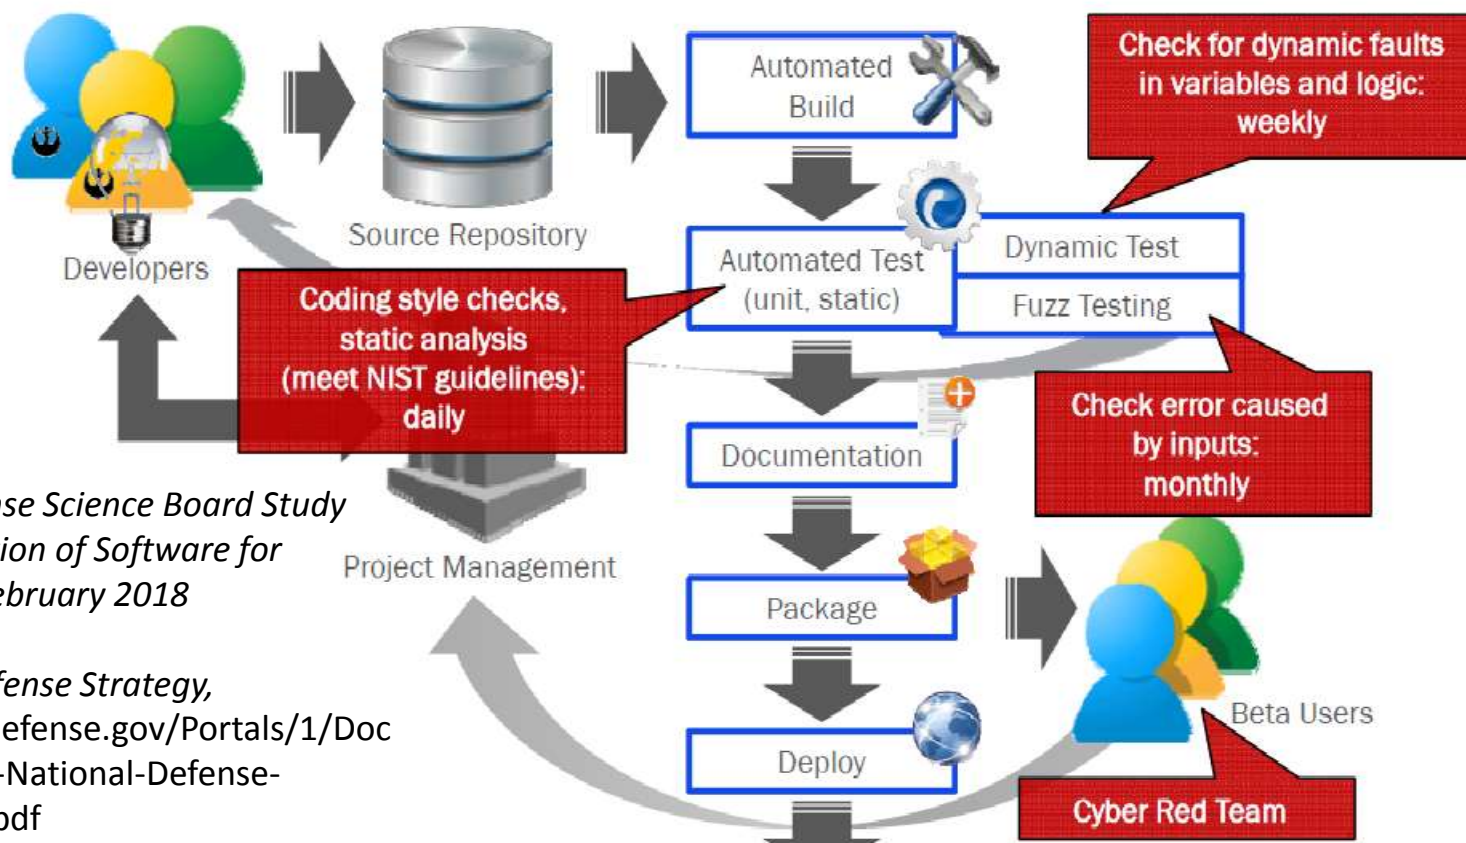 Developers
Source Repository
Automated
Build
Check for dynamic faults
in variables and logic:
weekly
Automated Test
(unit, static)
Dynamic Test
Fuzz Testing
Coding style checks,
static analysis
(meet NIST guidelines):
daily
Check error caused
by inputs:
monthly
Documentation
Project Management
Package
Beta Users
Deploy
Cyber Red Team
nse Science Board Study
ion of Software for
ebruary 2018
fense Strategy,
efense.gov/Portals/1/Doc
-National-Defense-
pdf